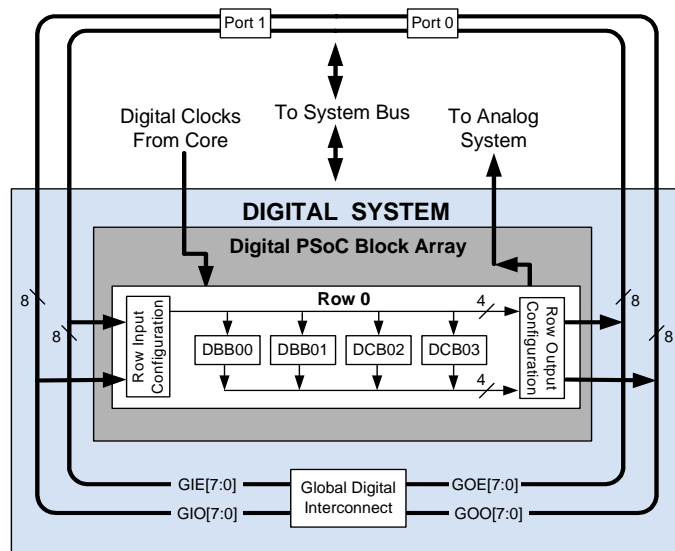 Port 1
Port 0
Digital Clocks
From Core
To System Bus
To Analog
System
DIGITAL SYSTEM
Digital PSoC Block Array
Row 0
8
8
8
8
4
4
Row Input
Configuration
DBB00
DBB01
DCB02
DCB03
Row Output
Configuration
GIE[7:0]
GIO[7:0]
Global Digital
Interconnect
GOE[7:0]
GOO[7:0]